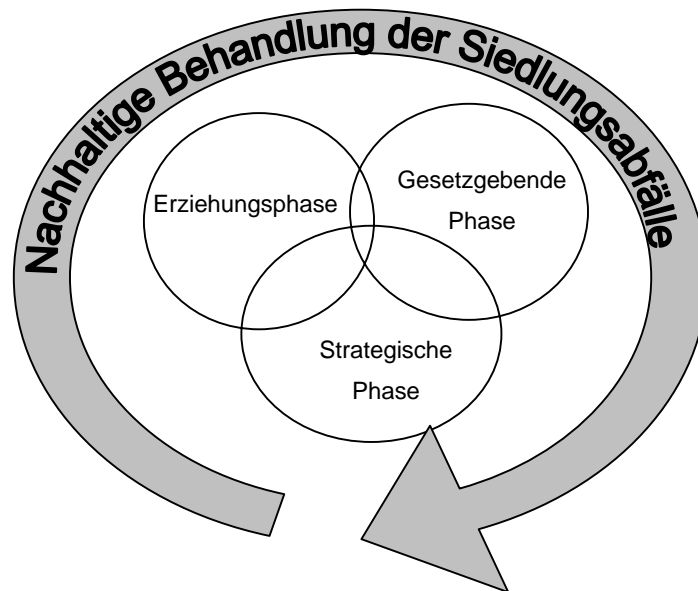 Nachhaltige Behandlung der Siedlungsabfälle
Erziehungsphase
Gesetzgebende
Phase
Strategische
Phase